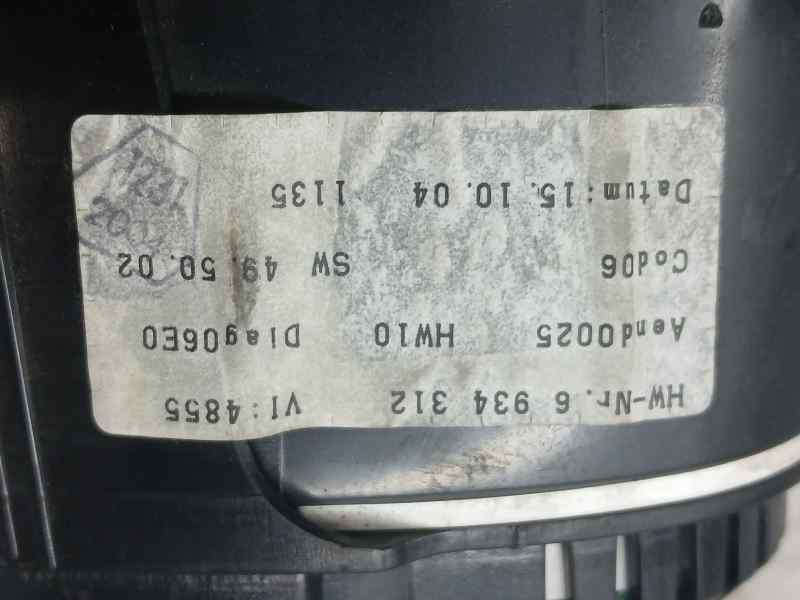 HW-Nr. 6 934 312 VI:4855
Aend0025 HW10 Diag06E0
Cod06 SW 49.50.02
Datum:15.10.04 1135